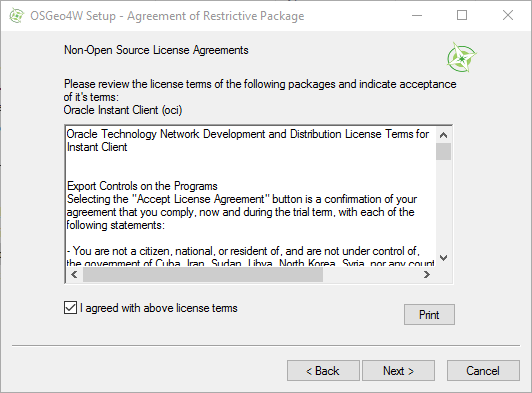 OSGeo4W Setup - Agreement of Restrictive Package
Non-Open Source License Agreements
Please review the license terms of the following packages and indicate acceptance
of it's terms:
Oracle Instant Client (oci)
Oracle Technology Network Development and Distribution License Terms for
Instant Client
Export Controls on the Programs
Selecting the "Accept License Agreement" button is a confirmation of your
agreement that you comply, now and during the trial term, with each of the
following statements:
- You are not a citizen, national, or resident of, and are not under control of,
the government of Cuba, Iran, Sudan, Libya, North Korea, Syria, nor any count
I agreed with above license terms
Print
< Back
Next >
Cancel